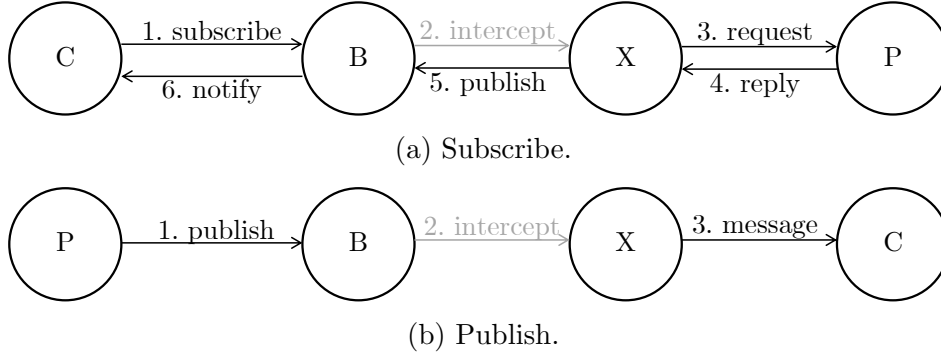 1. subscribe 2. intercept 3. request
C B X P
6. notify 5. publish 4. reply
(a) Subscribe.
1. publish 2. intercept 3. message
P B X C
(b) Publish.